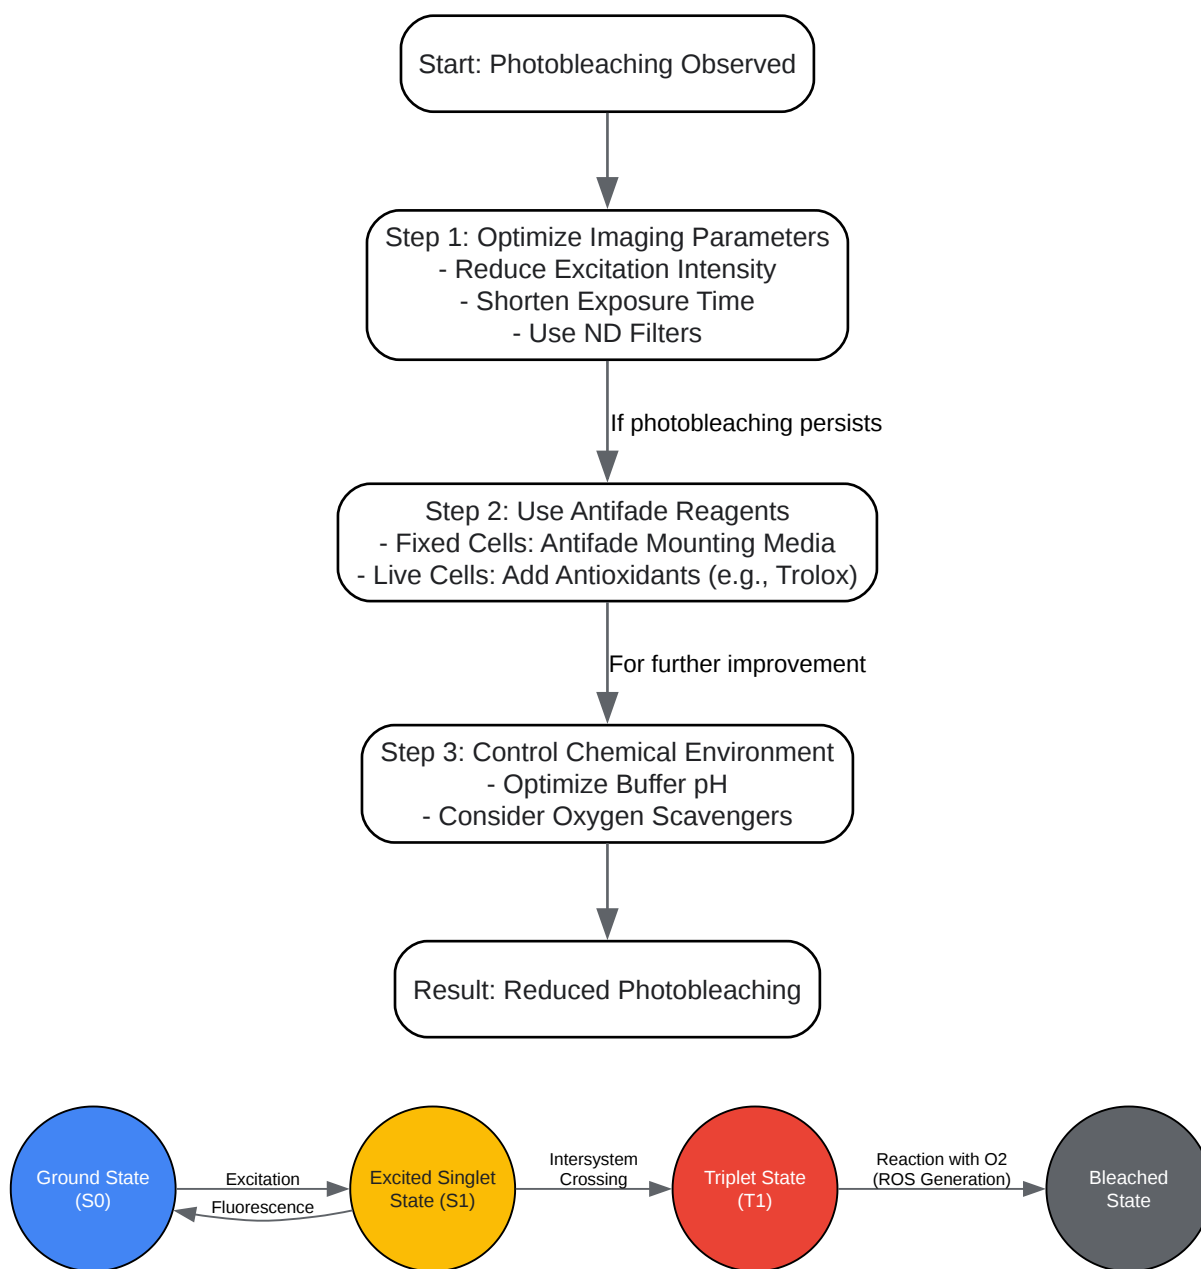 Start: Photobleaching Observed
Step 1: Optimize Imaging Parameters
- Reduce Excitation Intensity
- Shorten Exposure Time
- Use ND Filters
If photobleaching persists
Step 2: Use Antifade Reagents
- Fixed Cells: Antifade Mounting Media
- Live Cells: Add Antioxidants (e.g., Trolox)
For further improvement
Step 3: Control Chemical Environment
- Optimize Buffer pH
- Consider Oxygen Scavengers
Result: Reduced Photobleaching
Ground State
(S0)
Excitation
Fluorescence
Excited Singlet
State (S1)
Intersystem
Crossing
Triplet State
(T1)
Reaction with O2
(ROS Generation)
Bleached
State